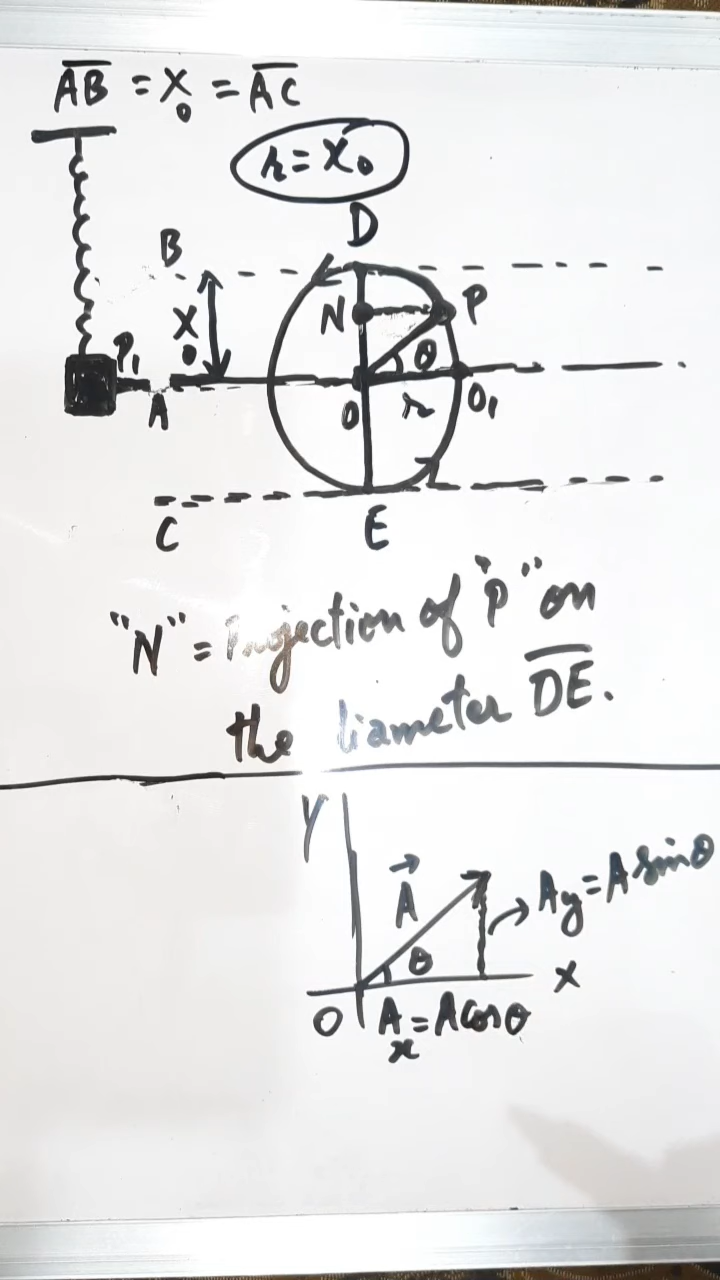 AB = X₀ = AC
r = X₀
D
B
N
P
X₀
P₁
θ
A
O
r
O₁
C
E
"N" = Projection of "P" on
the diameter DE.
Y
A
Ay = A sinθ
θ
X
O
Ax = A cosθ